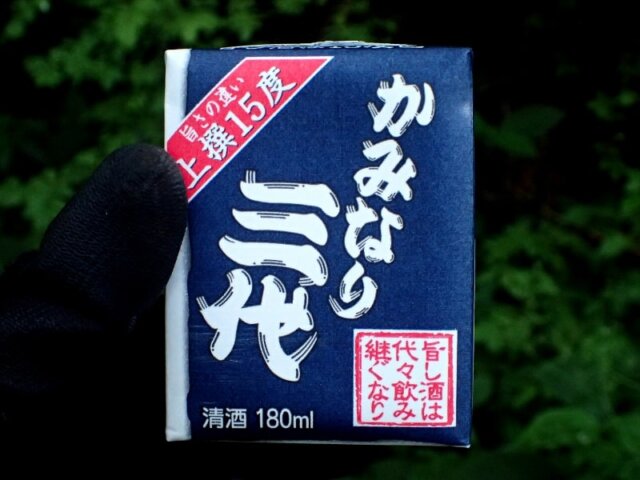 旨さの違い
上撰15度
かみなり
三代
旨し酒は
代々飲み
継ぐなり
清酒 180ml